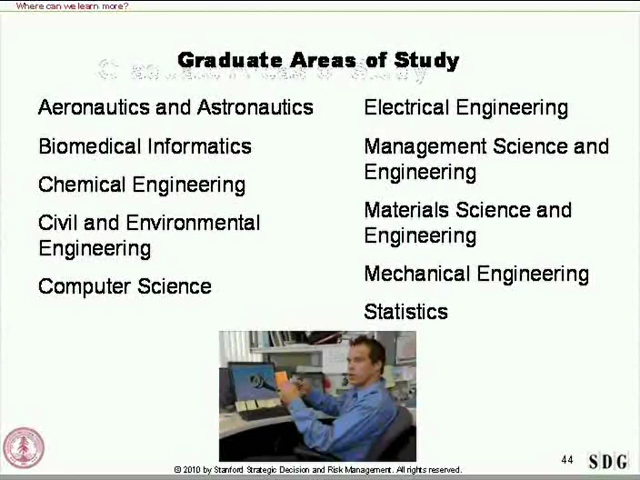 Where can we learn more?
Graduate Areas of Study
Aeronautics and Astronautics
Biomedical Informatics
Chemical Engineering
Civil and Environmental
Engineering
Computer Science
Electrical Engineering
Management Science and
Engineering
Materials Science and
Engineering
Mechanical Engineering
Statistics
44
SDG
© 2010 by Stanford Strategic Decision and Risk Management. All rights reserved.